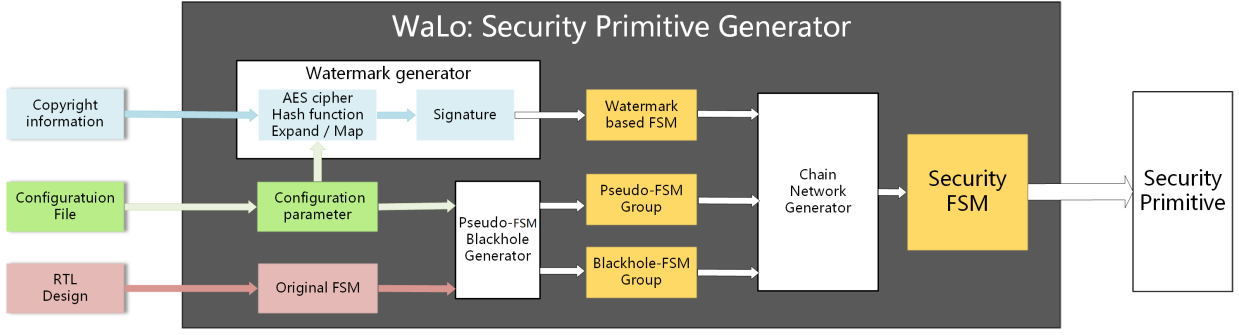 WaLo: Security Primitive Generator
Watermark generator
Copyright
information
AES cipher
Hash function
Expand / Map
Signature
Watermark
based FSM
Configuratuion
File
Configuration
parameter
Pseudo-FSM
Blackhole
Generator
Pseudo-FSM
Group
Blackhole-FSM
Group
RTL
Design
Original FSM
Chain
Network
Generator
Security
FSM
Security
Primitive